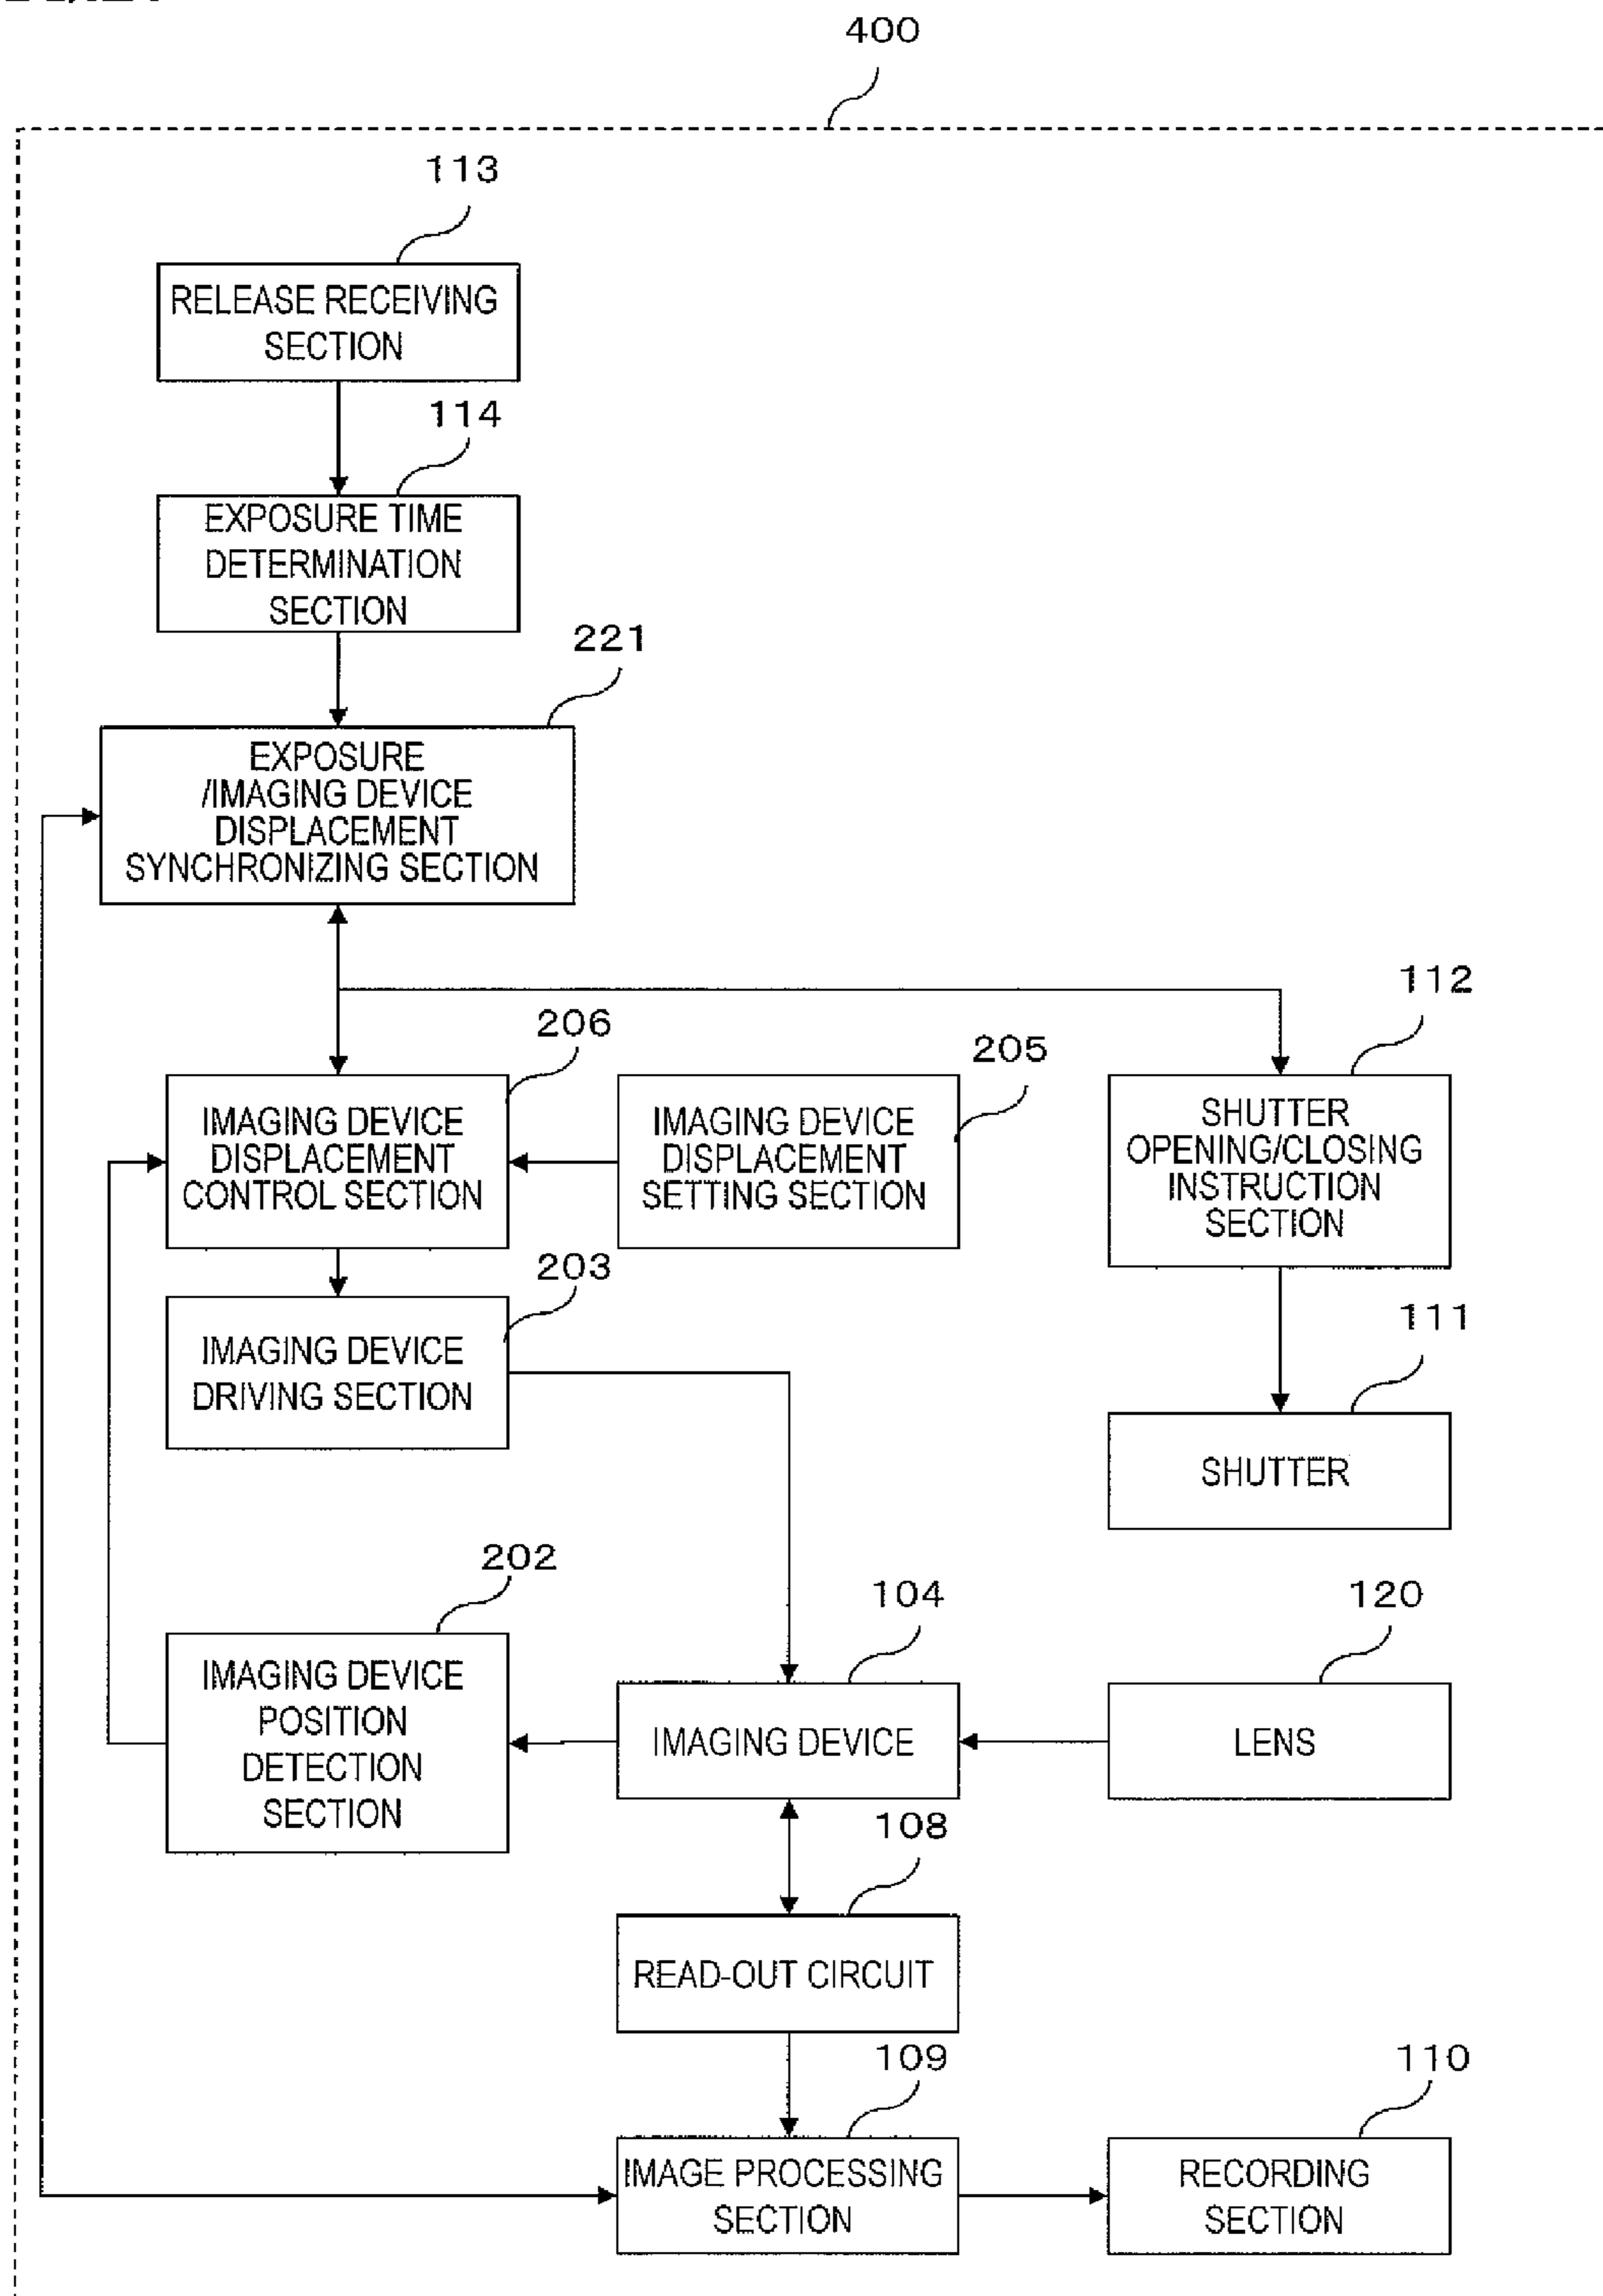 400
113
RELEASE RECEIVING
SECTION
114
EXPOSURE TIME
DETERMINATION
SECTION
221
EXPOSURE
/IMAGING DEVICE
DISPLACEMENT
SYNCHRONIZING SECTION
112
206
205
IMAGING DEVICE
DISPLACEMENT
CONTROL SECTION
IMAGING DEVICE
DISPLACEMENT
SETTING SECTION
SHUTTER
OPENING/CLOSING
INSTRUCTION
SECTION
203
111
IMAGING DEVICE
DRIVING SECTION
SHUTTER
202
104
120
IMAGING DEVICE
POSITION
DETECTION
SECTION
IMAGING DEVICE
LENS
108
READ-OUT CIRCUIT
109
110
IMAGE PROCESSING
SECTION
RECORDING
SECTION